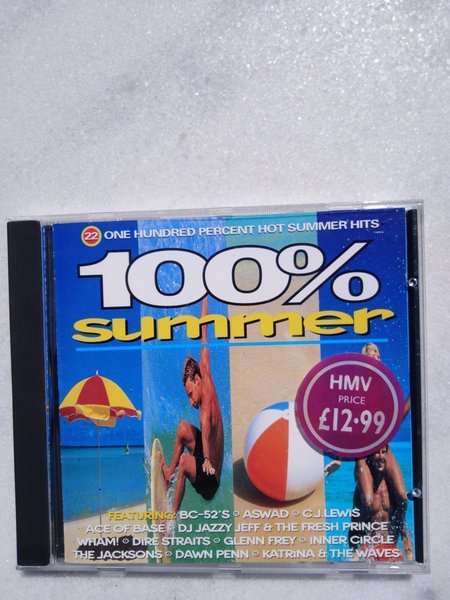 22 ONE HUNDRED PERCENT HOT SUMMER HITS
100%
summer
HMV
PRICE
£12.99
FEATURING: 'BC-52'S • ASWAD • C.J.LEWIS
ACE OF BASE • DJ JAZZY JEFF & THE FRESH PRINCE
WHAM! • DIRE STRAITS • GLENN FREY • INNER CIRCLE
THE JACKSONS • DAWN PENN • KATRINA & THE WAVES